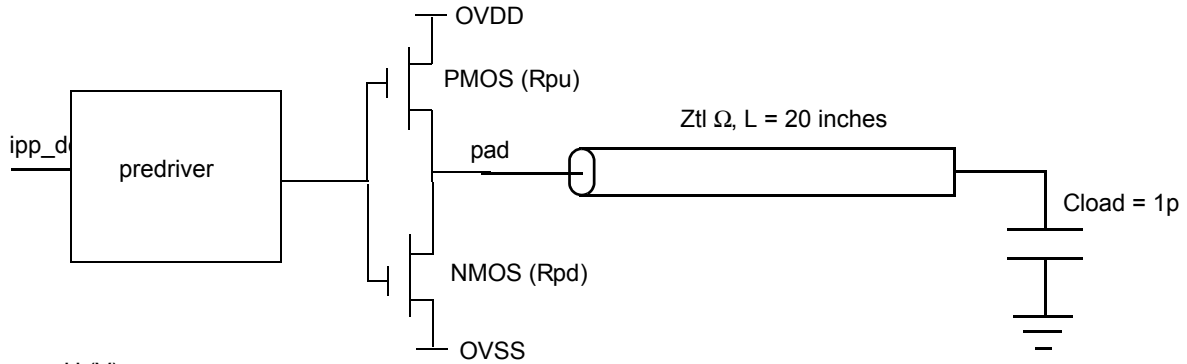 OVDD
PMOS (Rpu)
Ztl Ω, L = 20 inches
pad
predriver
Cload = 1p
NMOS (Rpd)
OVSS